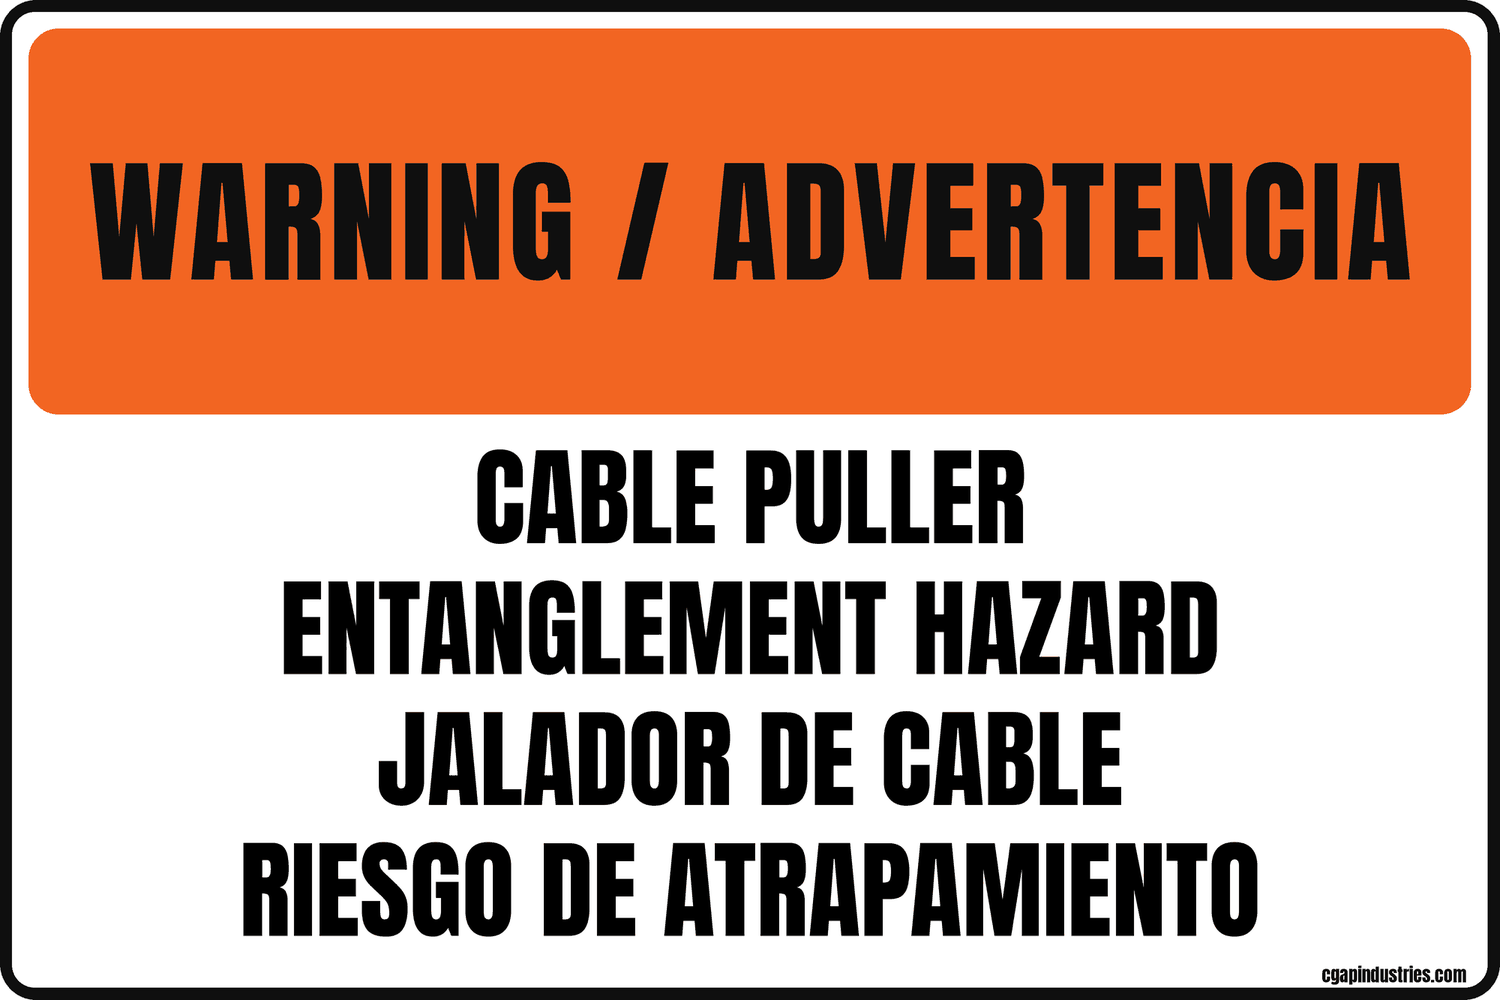 WARNING / ADVERTENCIA
CABLE PULLER
ENTANGLEMENT HAZARD
JALADOR DE CABLE
RIESGO DE ATRAPAMIENTO
cgapindustries.com